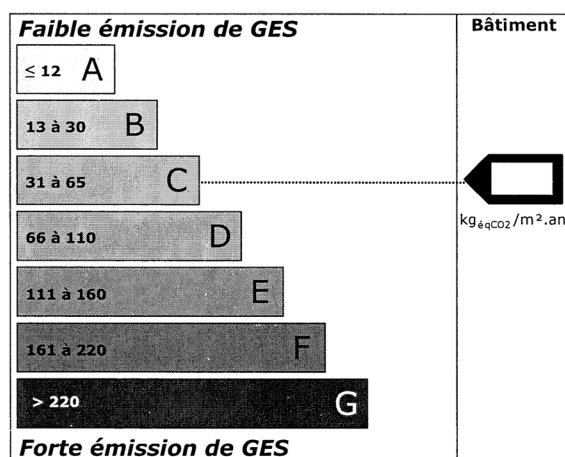 Faible émission de GES
Bâtiment
≤ 12 A
13 à 30 B
31 à 65 C
kgéqCO2/m².an
66 à 110 D
111 à 160 E
161 à 220 F
> 220 G
Forte émission de GES